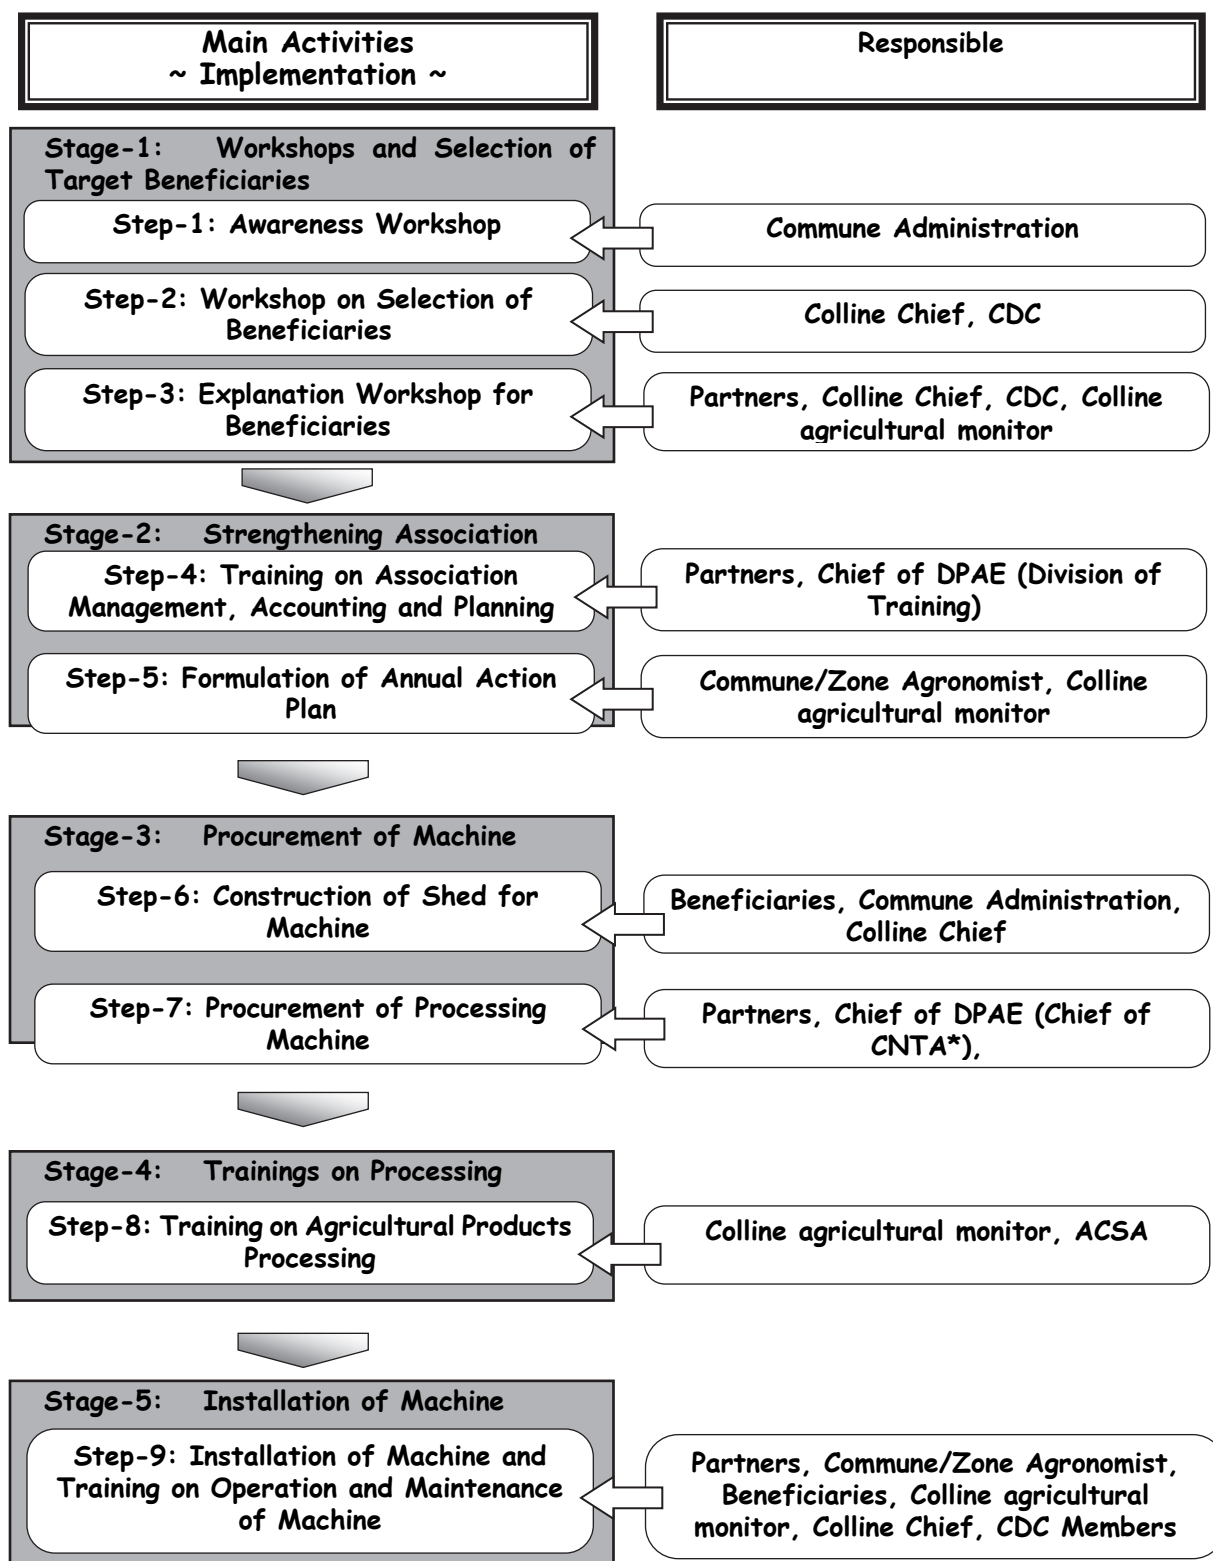 Main Activities
~ Implementation ~
Responsible
Stage-1: Workshops and Selection of
Target Beneficiaries
Step-1: Awareness Workshop
Commune Administration
Step-2: Workshop on Selection of
Beneficiaries
Colline Chief, CDC
Step-3: Explanation Workshop for
Beneficiaries
Partners, Colline Chief, CDC, Colline
agricultural monitor
Stage-2: Strengthening Association
Step-4: Training on Association
Management, Accounting and Planning
Partners, Chief of DPAE (Division of
Training)
Step-5: Formulation of Annual Action
Plan
Commune/Zone Agronomist, Colline
agricultural monitor
Stage-3: Procurement of Machine
Step-6: Construction of Shed for
Machine
Beneficiaries, Commune Administration,
Colline Chief
Step-7: Procurement of Processing
Machine
Partners, Chief of DPAE (Chief of
CNTA*),
Stage-4: Trainings on Processing
Step-8: Training on Agricultural Products
Processing
Colline agricultural monitor, ACSA
Stage-5: Installation of Machine
Step-9: Installation of Machine and
Training on Operation and Maintenance
of Machine
Partners, Commune/Zone Agronomist,
Beneficiaries, Colline agricultural
monitor, Colline Chief, CDC Members